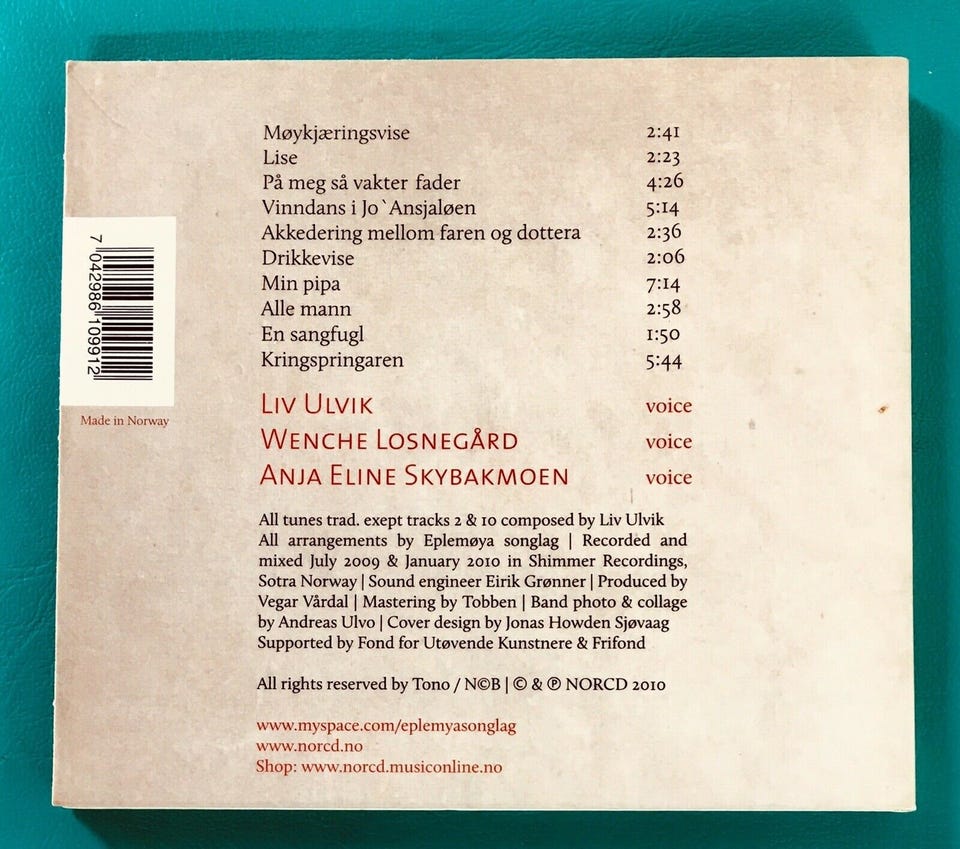 Møykjæringsvise 2:41
Lise 2:23
På meg så vakter fader 4:26
Vinndans i Jo`Ansjaløen 5:14
Akkedering mellom faren og dottera 2:36
Drikkevise 2:06
Min pipa 7:14
Alle mann 2:58
En sangfugl 1:50
Kringspringaren 5:44
7 042986 109912
Made in Norway
LIV ULVIK voice
WENCHE LOSNEGÅRD voice
ANJA ELINE SKYBAKMOEN voice
All tunes trad. exept tracks 2 & 10 composed by Liv Ulvik
All arrangements by Eplemøya songlag | Recorded and
mixed July 2009 & January 2010 in Shimmer Recordings,
Sotra Norway | Sound engineer Eirik Grønner | Produced by
Vegar Vårdal | Mastering by Tobben | Band photo & collage
by Andreas Ulvo | Cover design by Jonas Howden Sjøvaag
Supported by Fond for Utøvende Kunstnere & Frifond
All rights reserved by Tono / N©B | © & ℗ NORCD 2010
www.myspace.com/eplemyasonglag
www.norcd.no
Shop: www.norcd.musiconline.no